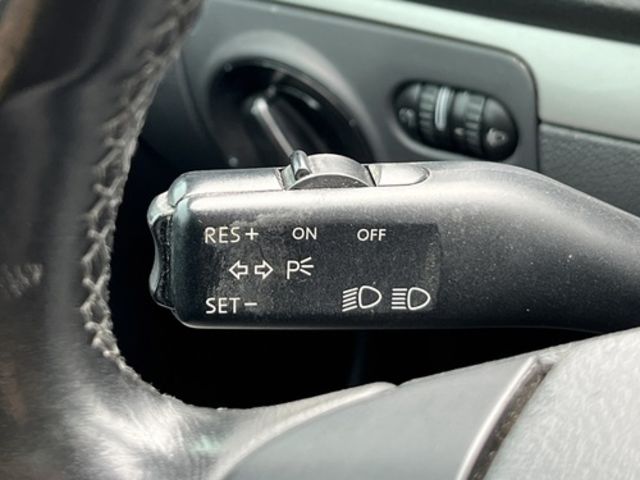 RES+ ON OFF
P
SET−